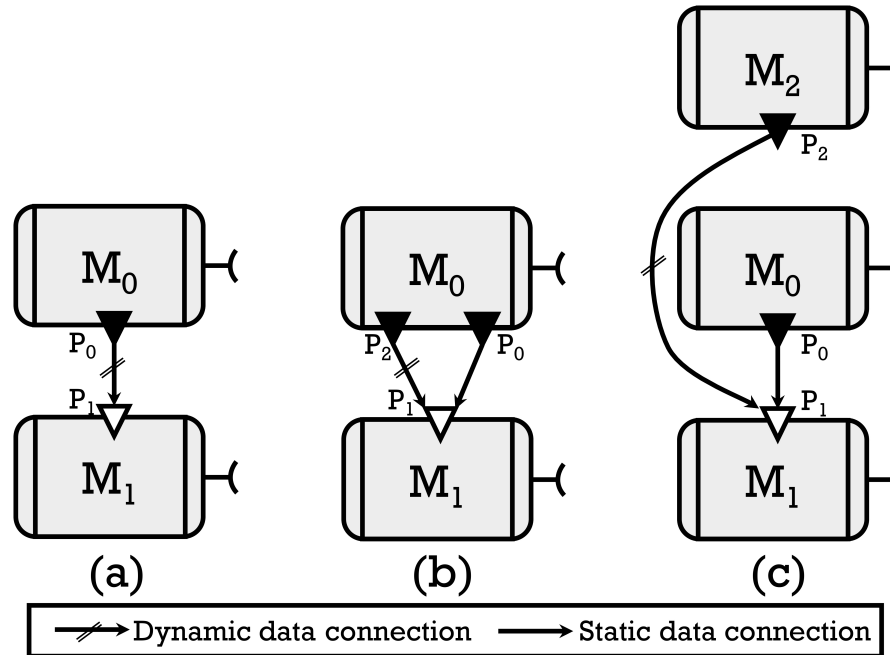 M₂
P₂
M₀
P₀
P₁
M₁
(a)
M₀
P₂
P₀
P₁
M₁
(b)
M₀
P₀
P₁
M₁
(c)
Dynamic data connection
Static data connection